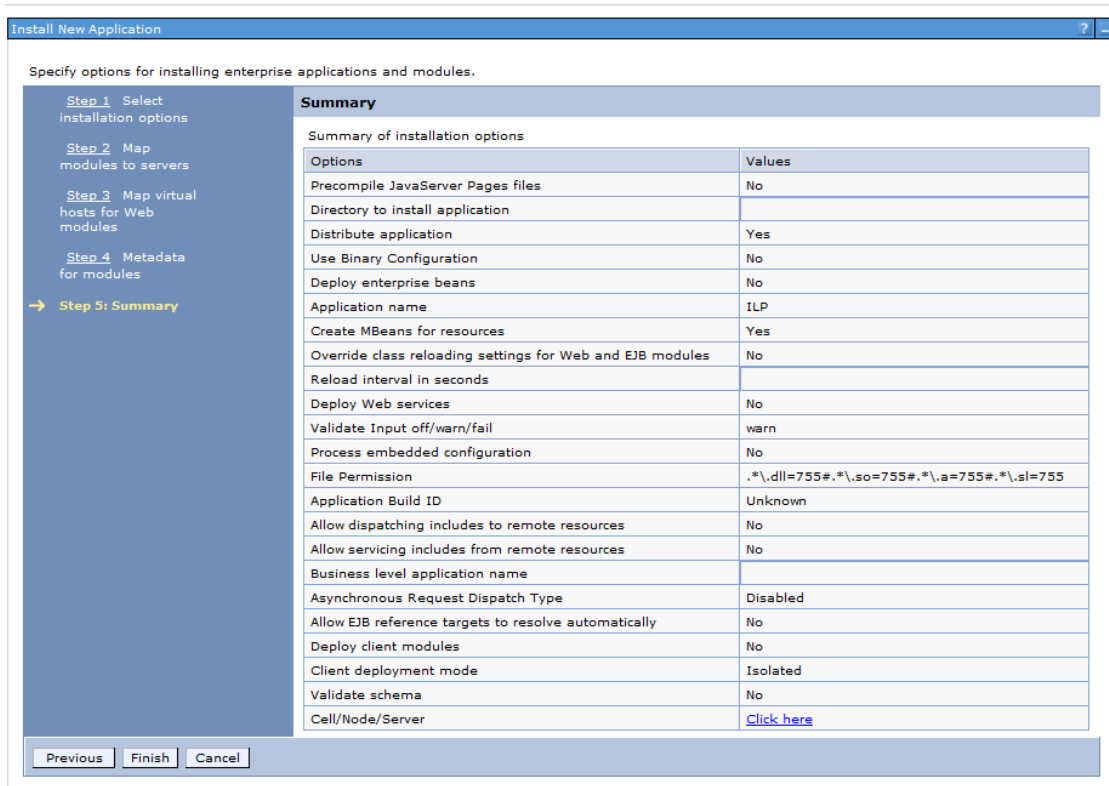 Install New Application
?
Specify options for installing enterprise applications and modules.
Step 1 Select
installation options
Step 2 Map
modules to servers
Step 3 Map virtual
hosts for Web
modules
Step 4 Metadata
for modules
Step 5: Summary
Summary
Summary of installation options
Options Values
Precompile JavaServer Pages files No
Directory to install application
Distribute application Yes
Use Binary Configuration No
Deploy enterprise beans No
Application name ILP
Create MBeans for resources Yes
Override class reloading settings for Web and EJB modules No
Reload interval in seconds
Deploy Web services No
Validate Input off/warn/fail warn
Process embedded configuration No
File Permission .*\.dll=755#.*\.so=755#.*\.a=755#.*\.sl=755
Application Build ID Unknown
Allow dispatching includes to remote resources No
Allow servicing includes from remote resources No
Business level application name
Asynchronous Request Dispatch Type Disabled
Allow EJB reference targets to resolve automatically No
Deploy client modules No
Client deployment mode Isolated
Validate schema No
Cell/Node/Server Click here
Previous Finish Cancel